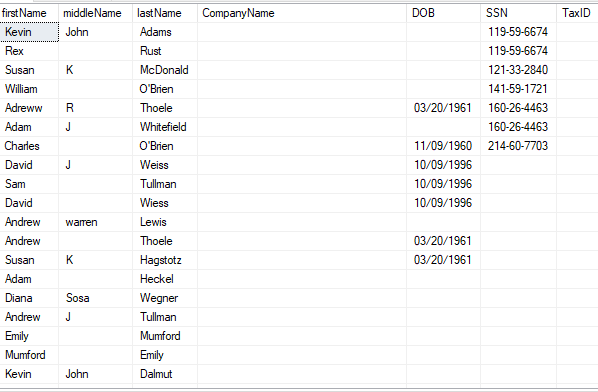 firstName middleName lastName CompanyName DOB SSN TaxID
Kevin John Adams 119-59-6674
Rex Rust 119-59-6674
Susan K McDonald 121-33-2840
William O'Brien 141-59-1721
Adreww R Thoele 03/20/1961 160-26-4463
Adam J Whitefield 160-26-4463
Charles O'Brien 11/09/1960 214-60-7703
David J Weiss 10/09/1996
Sam Tullman 10/09/1996
David Wiess 10/09/1996
Andrew warren Lewis
Andrew Thoele 03/20/1961
Susan K Hagstotz 03/20/1961
Adam Heckel
Diana Sosa Wegner
Andrew J Tullman
Emily Mumford
Mumford Emily
Kevin John Dalmut